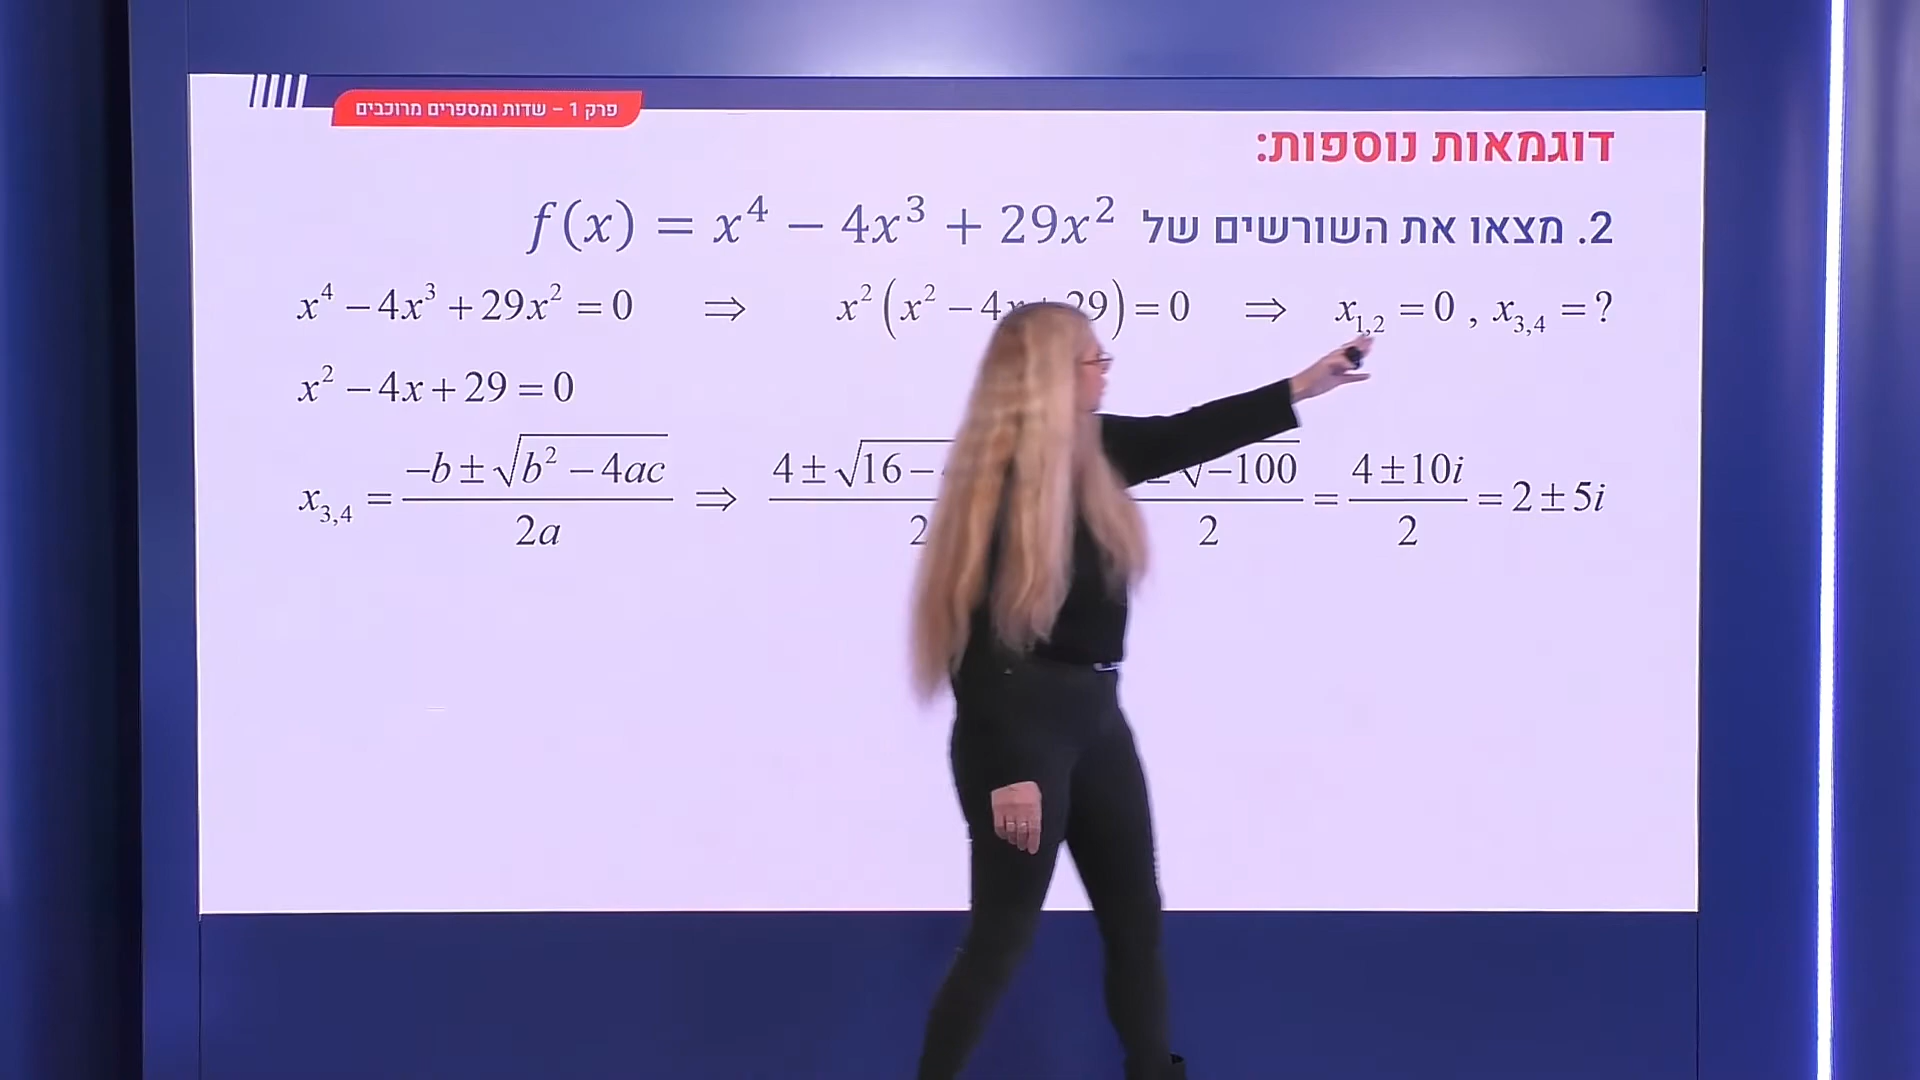 פרק 1 – שדות ומספרים מרוכבים
דוגמאות נוספות:
2. מצאו את השורשים של f(x) = x⁴ − 4x³ + 29x²
x⁴ − 4x³ + 29x² = 0 ⇒ x²(x² − 4x + 29) = 0 ⇒ x₁,₂ = 0 , x₃,₄ = ?
x² − 4x + 29 = 0
x₃,₄ = (−b ± √(b² − 4ac)) / 2a ⇒ 4 ± √16 − / 2 √−100 / 2 = (4 ± 10i) / 2 = 2 ± 5i